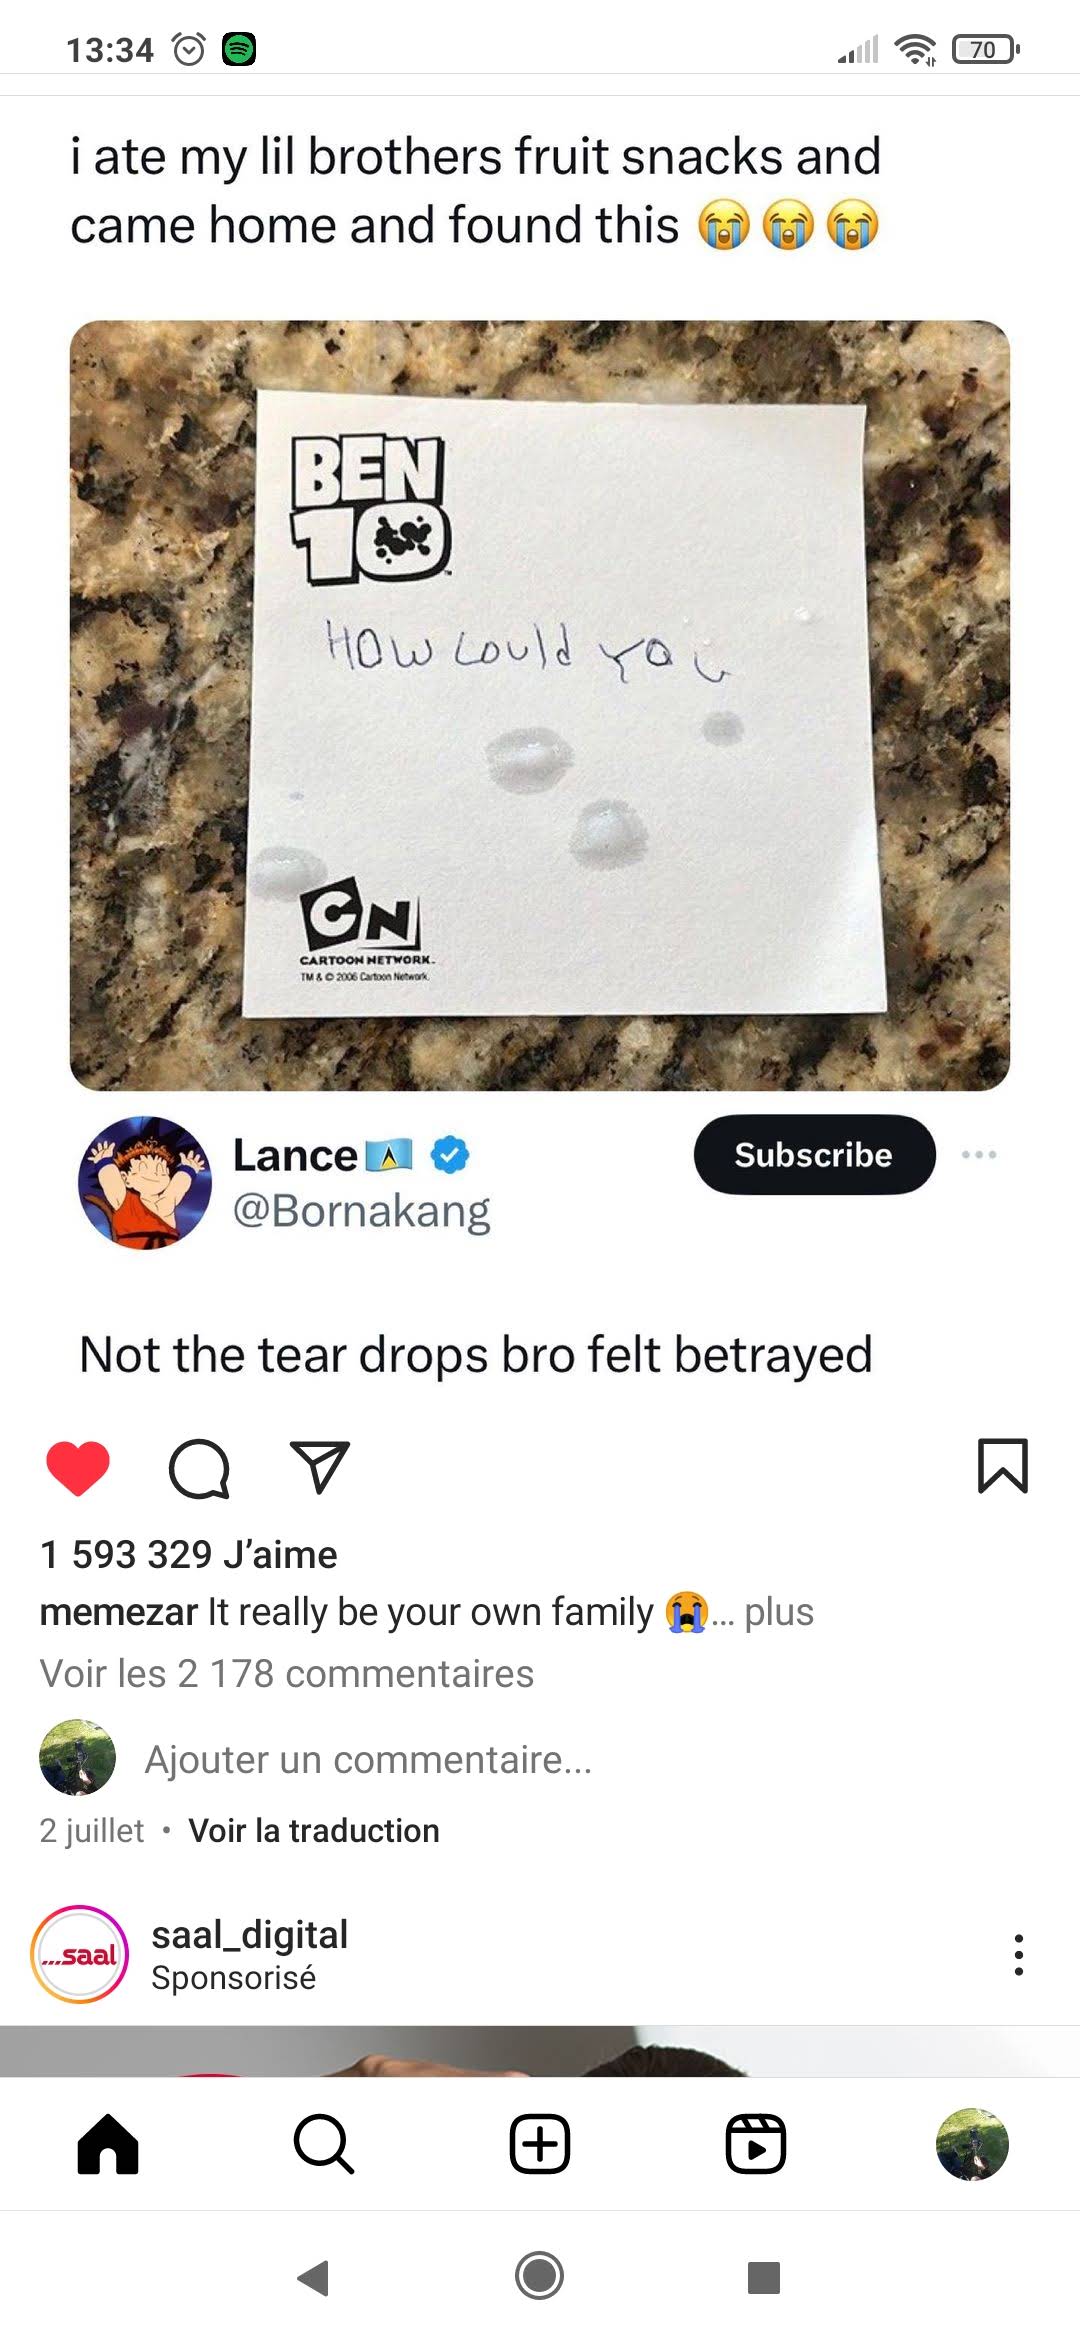 13:34
70
i ate my lil brothers fruit snacks and
came home and found this 😭😭😭
BEN
10
HOW could you
CN
CARTOON NETWORK.
TM & © 2006 Cartoon Network.
Lance
Subscribe
@Bornakang
Not the tear drops bro felt betrayed
1 593 329 J’aime
memezar It really be your own family 😭... plus
Voir les 2 178 commentaires
Ajouter un commentaire...
2 juillet • Voir la traduction
...saal
saal_digital
Sponsorisé